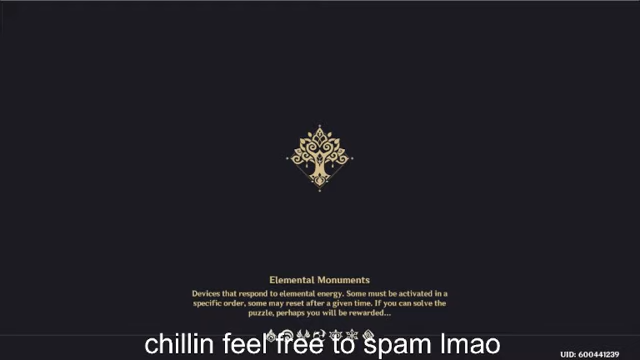 Elemental Monuments
Devices that respond to elemental energy. Some must be activated in a
specific order, some may reset after a given time. If you can solve the
puzzle, perhaps you will be rewarded...
chillin feel free to spam lmao
UID: 600441239